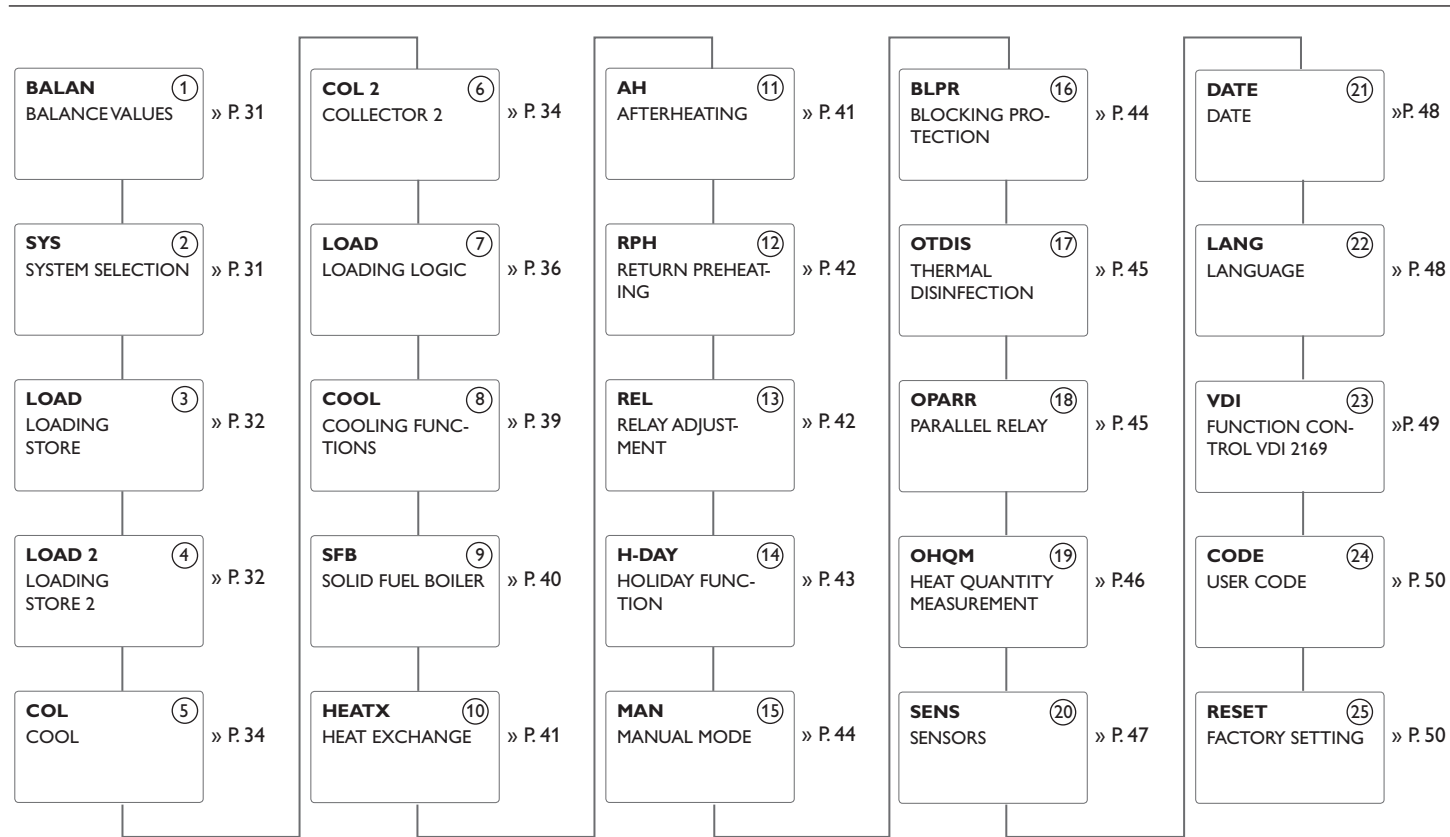 BALAN 1
BALANCE VALUES
» P. 31
SYS 2
SYSTEM SELECTION
» P. 31
LOAD 3
LOADING
STORE
» P. 32
LOAD 2 4
LOADING
STORE 2
» P. 32
COL 5
COOL
» P. 34
COL 2 6
COLLECTOR 2
» P. 34
LOAD 7
LOADING LOGIC
» P. 36
COOL 8
COOLING FUNC-
TIONS
» P. 39
SFB 9
SOLID FUEL BOILER
» P. 40
HEATX 10
HEAT EXCHANGE
» P. 41
AH 11
AFTERHEATING
» P. 41
RPH 12
RETURN PREHEAT-
ING
» P. 42
REL 13
RELAY ADJUST-
MENT
» P. 42
H-DAY 14
HOLIDAY FUNC-
TION
» P. 43
MAN 15
MANUAL MODE
» P. 44
BLPR 16
BLOCKING PRO-
TECTION
» P. 44
OTDIS 17
THERMAL
DISINFECTION
» P. 45
OPARR 18
PARALLEL RELAY
» P. 45
OHQM 19
HEAT QUANTITY
MEASUREMENT
» P.46
SENS 20
SENSORS
» P. 47
DATE 21
DATE
»P. 48
LANG 22
LANGUAGE
» P. 48
VDI 23
FUNCTION CON-
TROL VDI 2169
»P. 49
CODE 24
USER CODE
» P. 50
RESET 25
FACTORY SETTING
» P. 50